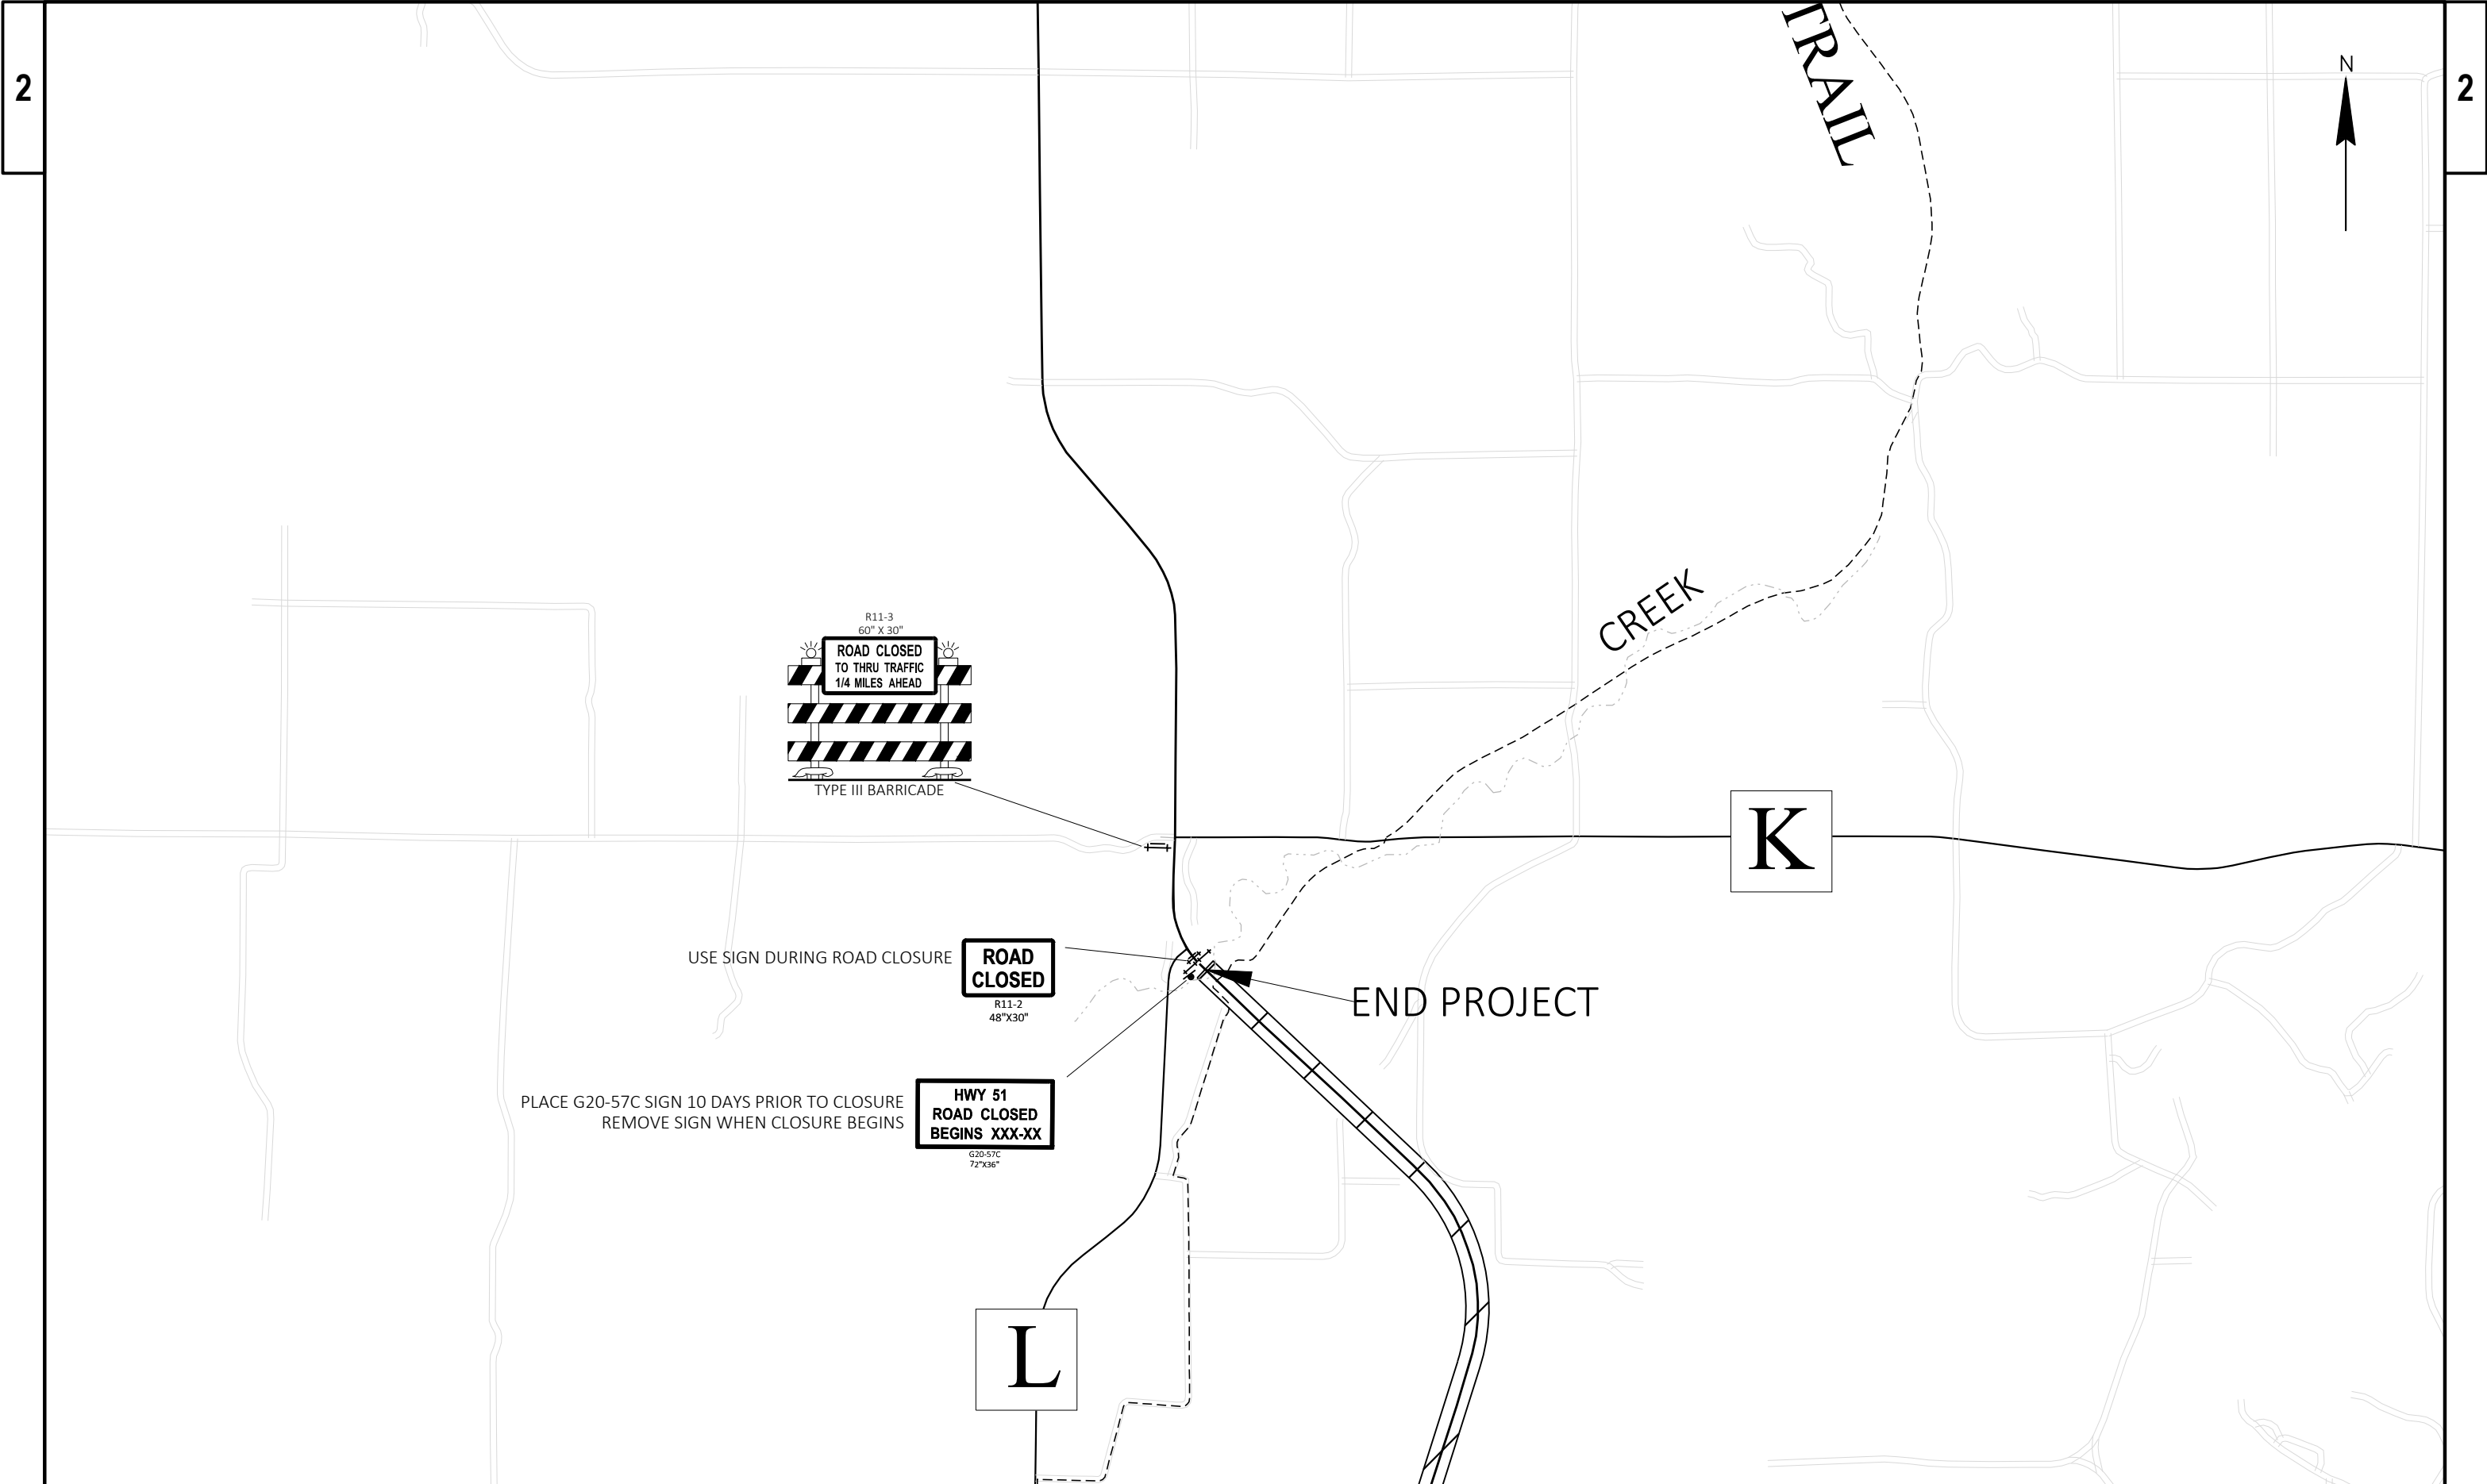 2
2
TRAIL
N
CREEK
R11-3
60" X 30"
ROAD CLOSED
TO THRU TRAFFIC
1/4 MILES AHEAD
TYPE III BARRICADE
K
USE SIGN DURING ROAD CLOSURE
ROAD
CLOSED
R11-2
48"X30"
END PROJECT
PLACE G20-57C SIGN 10 DAYS PRIOR TO CLOSURE
REMOVE SIGN WHEN CLOSURE BEGINS
HWY 51
ROAD CLOSED
BEGINS XXX-XX
G20-57C
72"X36"
L